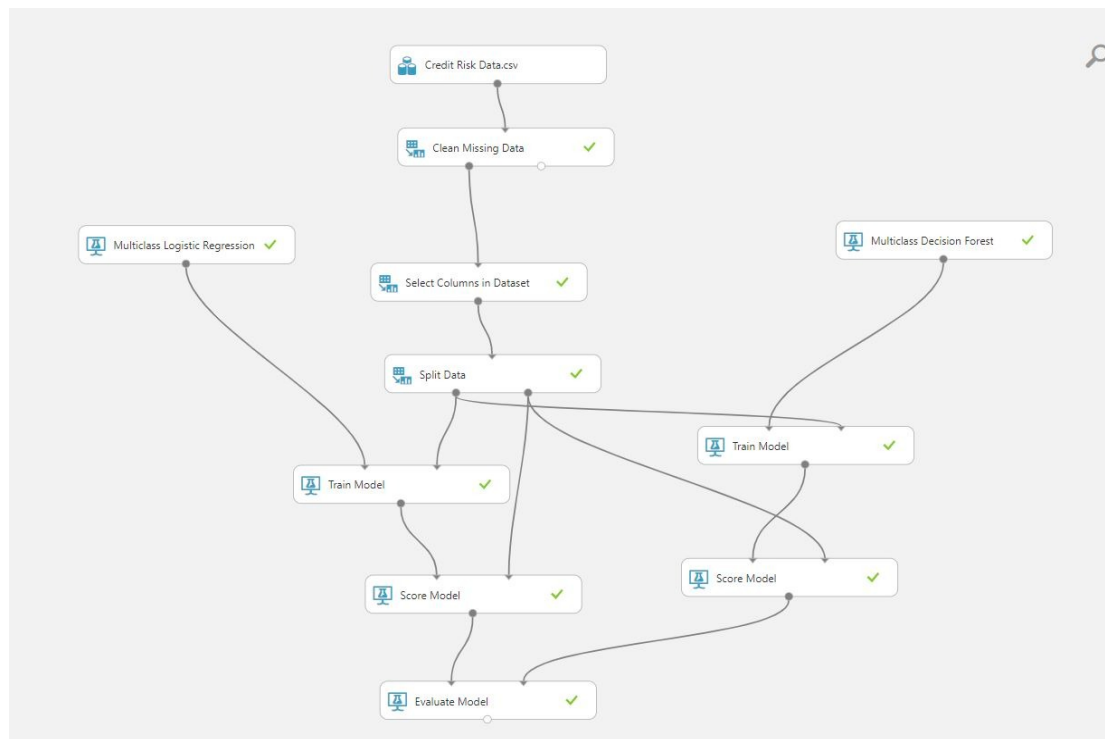 Credit Risk Data.csv
Clean Missing Data
Multiclass Logistic Regression
Multiclass Decision Forest
Select Columns in Dataset
Split Data
Train Model
Train Model
Score Model
Score Model
Evaluate Model